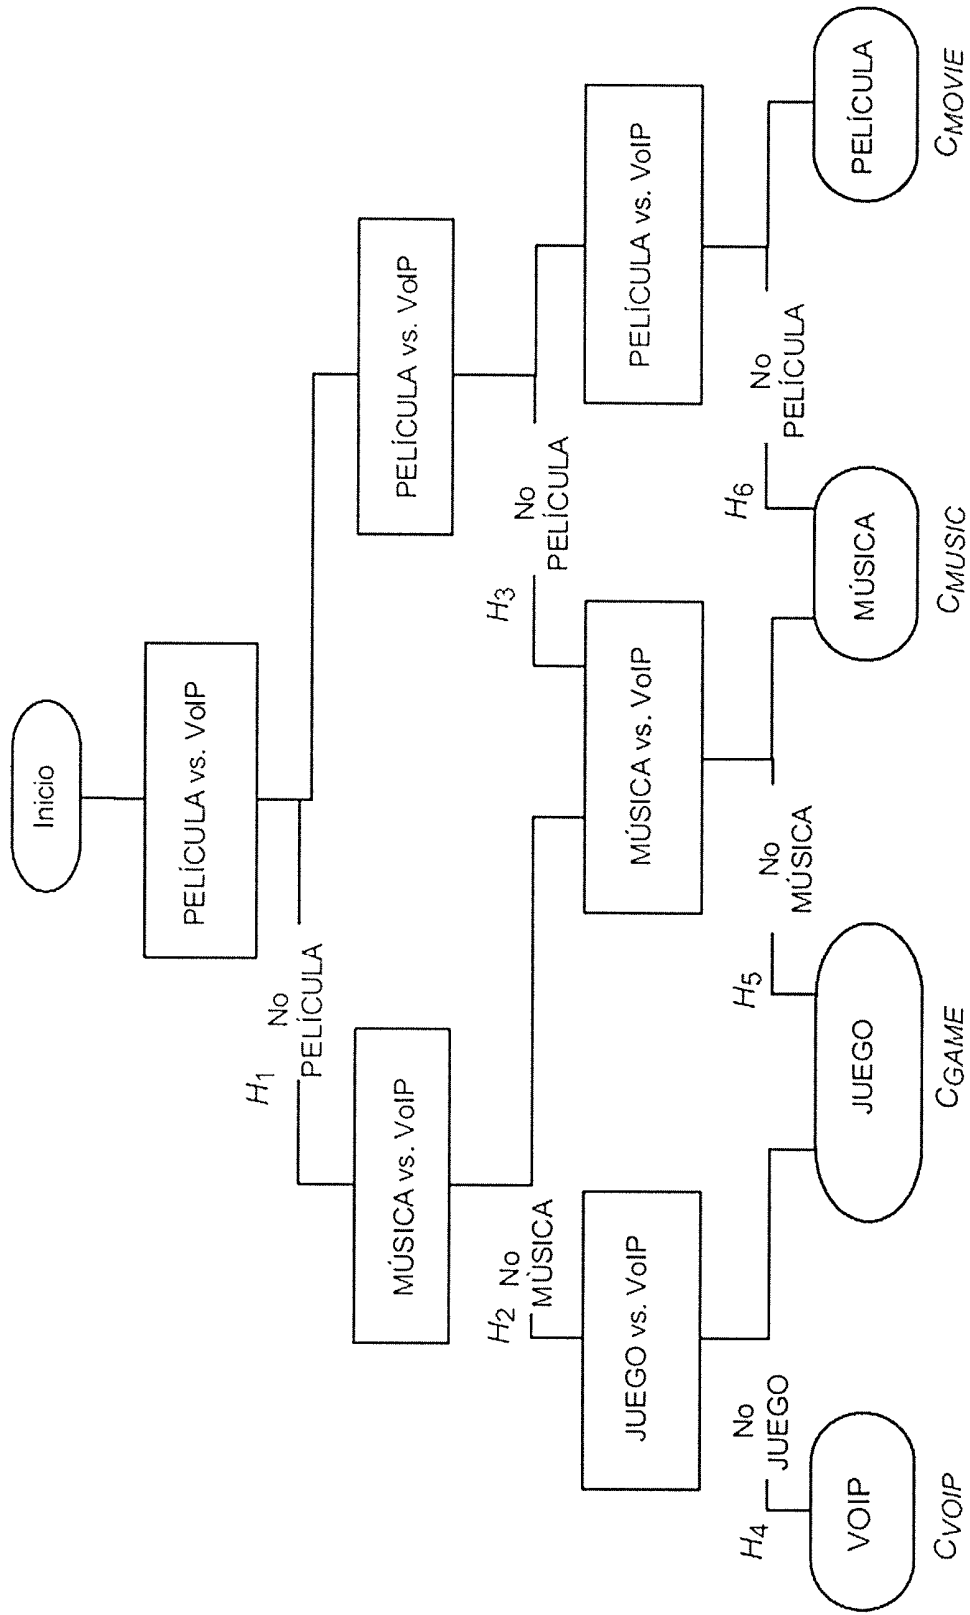 Inicio
PELÍCULA vs. VoIP
H1
No
PELÍCULA
MÚSICA vs. VoIP
PELÍCULA vs. VoIP
H2
No
MÚSICA
H3
No
PELÍCULA
JUEGO vs. VoIP
MÚSICA vs. VoIP
PELÍCULA vs. VoIP
H4
No
JUEGO
H5
No
MÚSICA
H6
No
PELÍCULA
VOIP
JUEGO
MÚSICA
PELÍCULA
CVOIP
CGAME
CMUSIC
CMOVIE